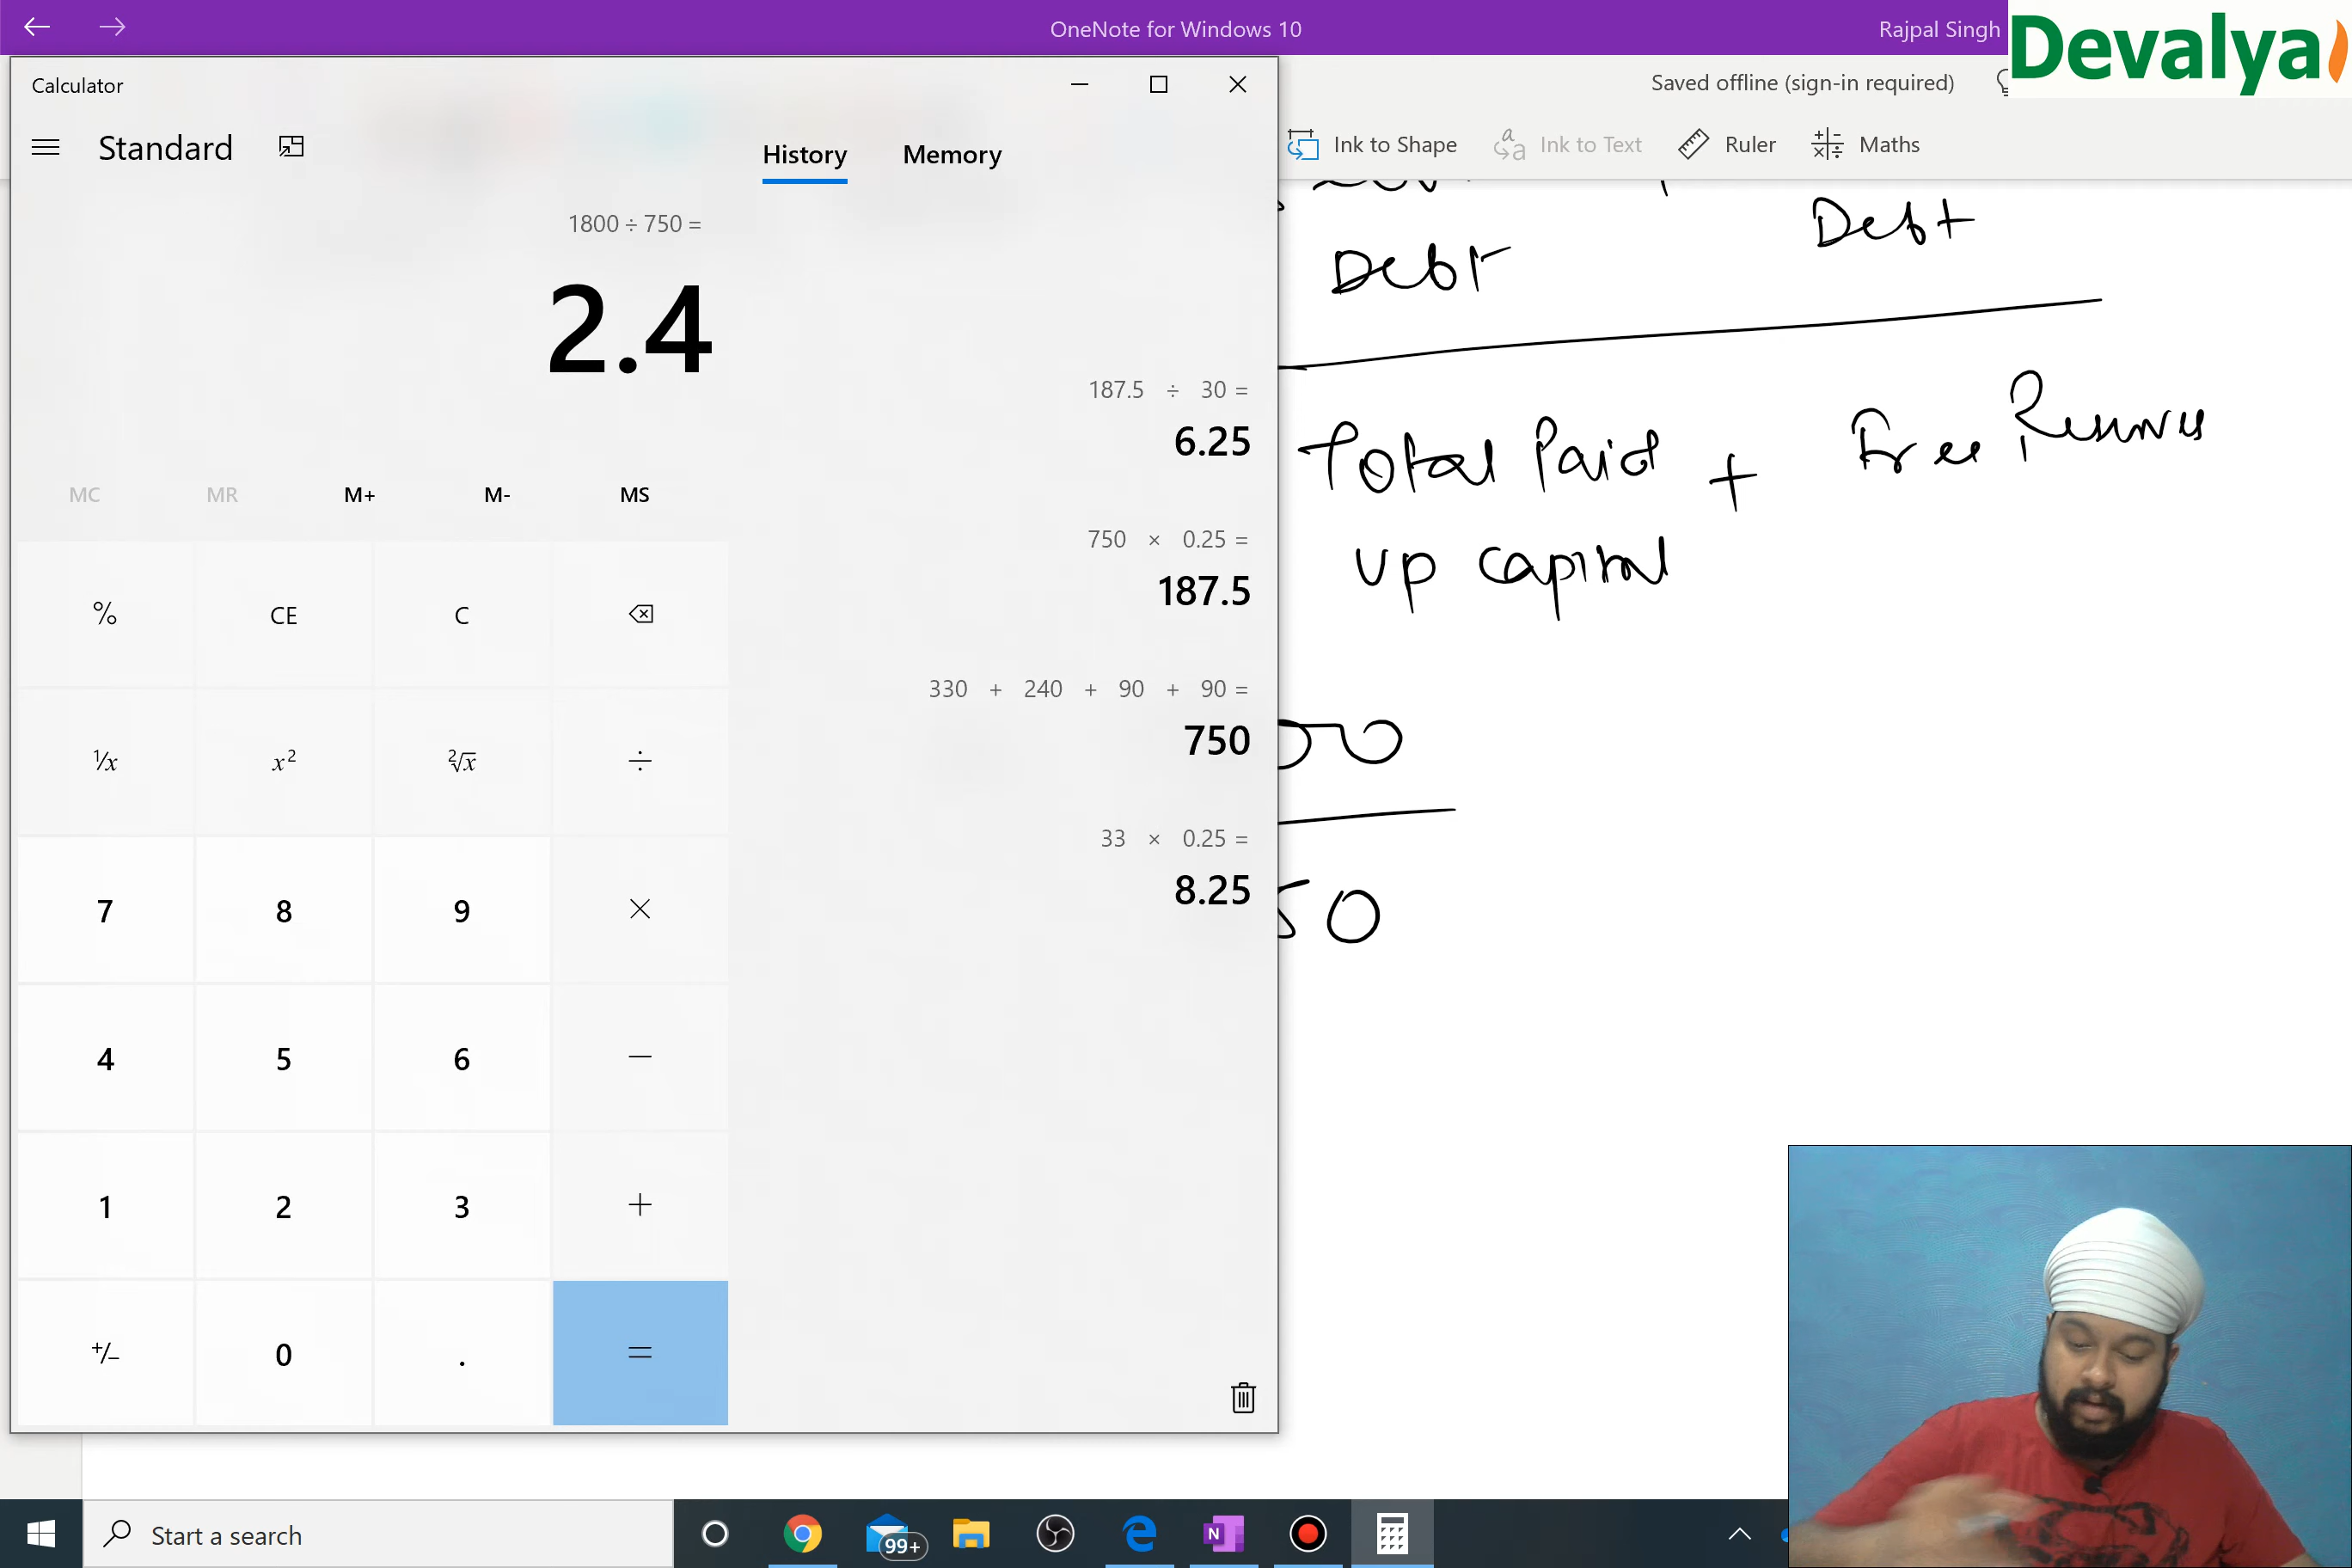 OneNote for Windows 10
Rajpal Singh
Devalya
Calculator
Saved offline (sign-in required)
Standard
History
Memory
Ink to Shape
Ink to Text
Ruler
Maths
1800 ÷ 750 =
2.4
187.5 ÷ 30 =
6.25
750 × 0.25 =
187.5
330 + 240 + 90 + 90 =
750
33 × 0.25 =
8.25
MC MR M+ M- MS
% CE C
¹/x x² ²√x ÷
7 8 9 ×
4 5 6 −
1 2 3 +
+/− 0 . =
Debt
Debt
Total Paid + Free Reserves
up capital
50
Start a search
99+
N